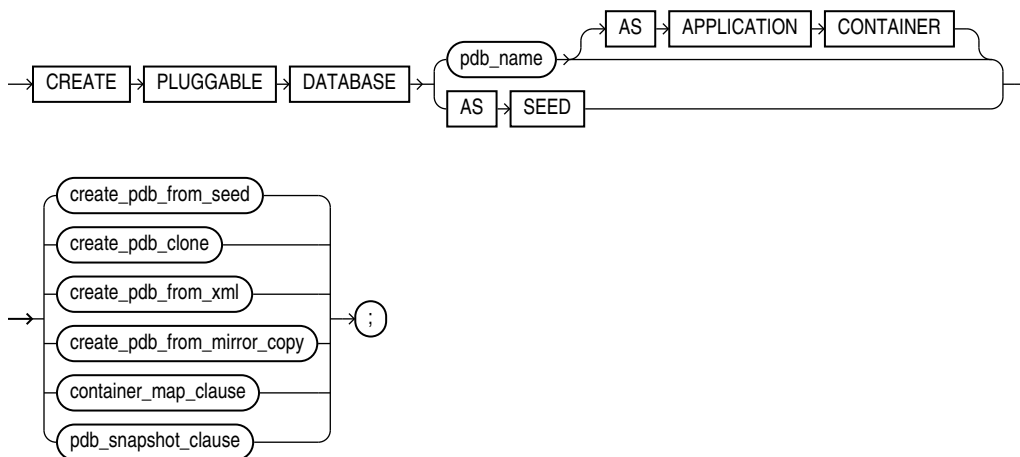 AS APPLICATION CONTAINER
pdb_name
CREATE PLUGGABLE DATABASE
AS SEED
create_pdb_from_seed
create_pdb_clone
create_pdb_from_xml
;
create_pdb_from_mirror_copy
container_map_clause
pdb_snapshot_clause